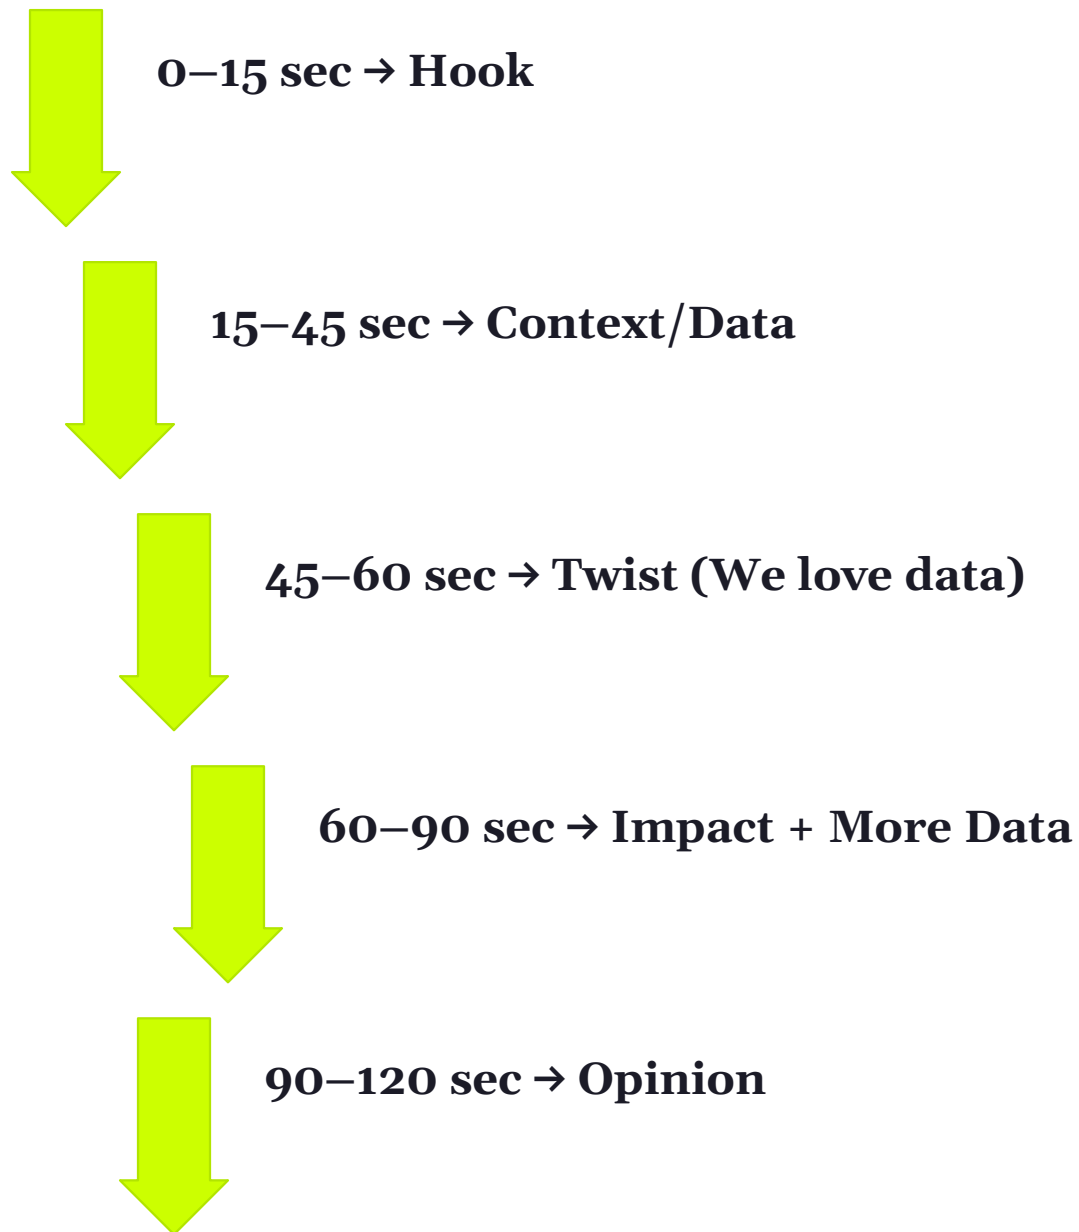 0–15 sec → Hook
15–45 sec → Context/Data
45–60 sec → Twist (We love data)
60–90 sec → Impact + More Data
90–120 sec → Opinion